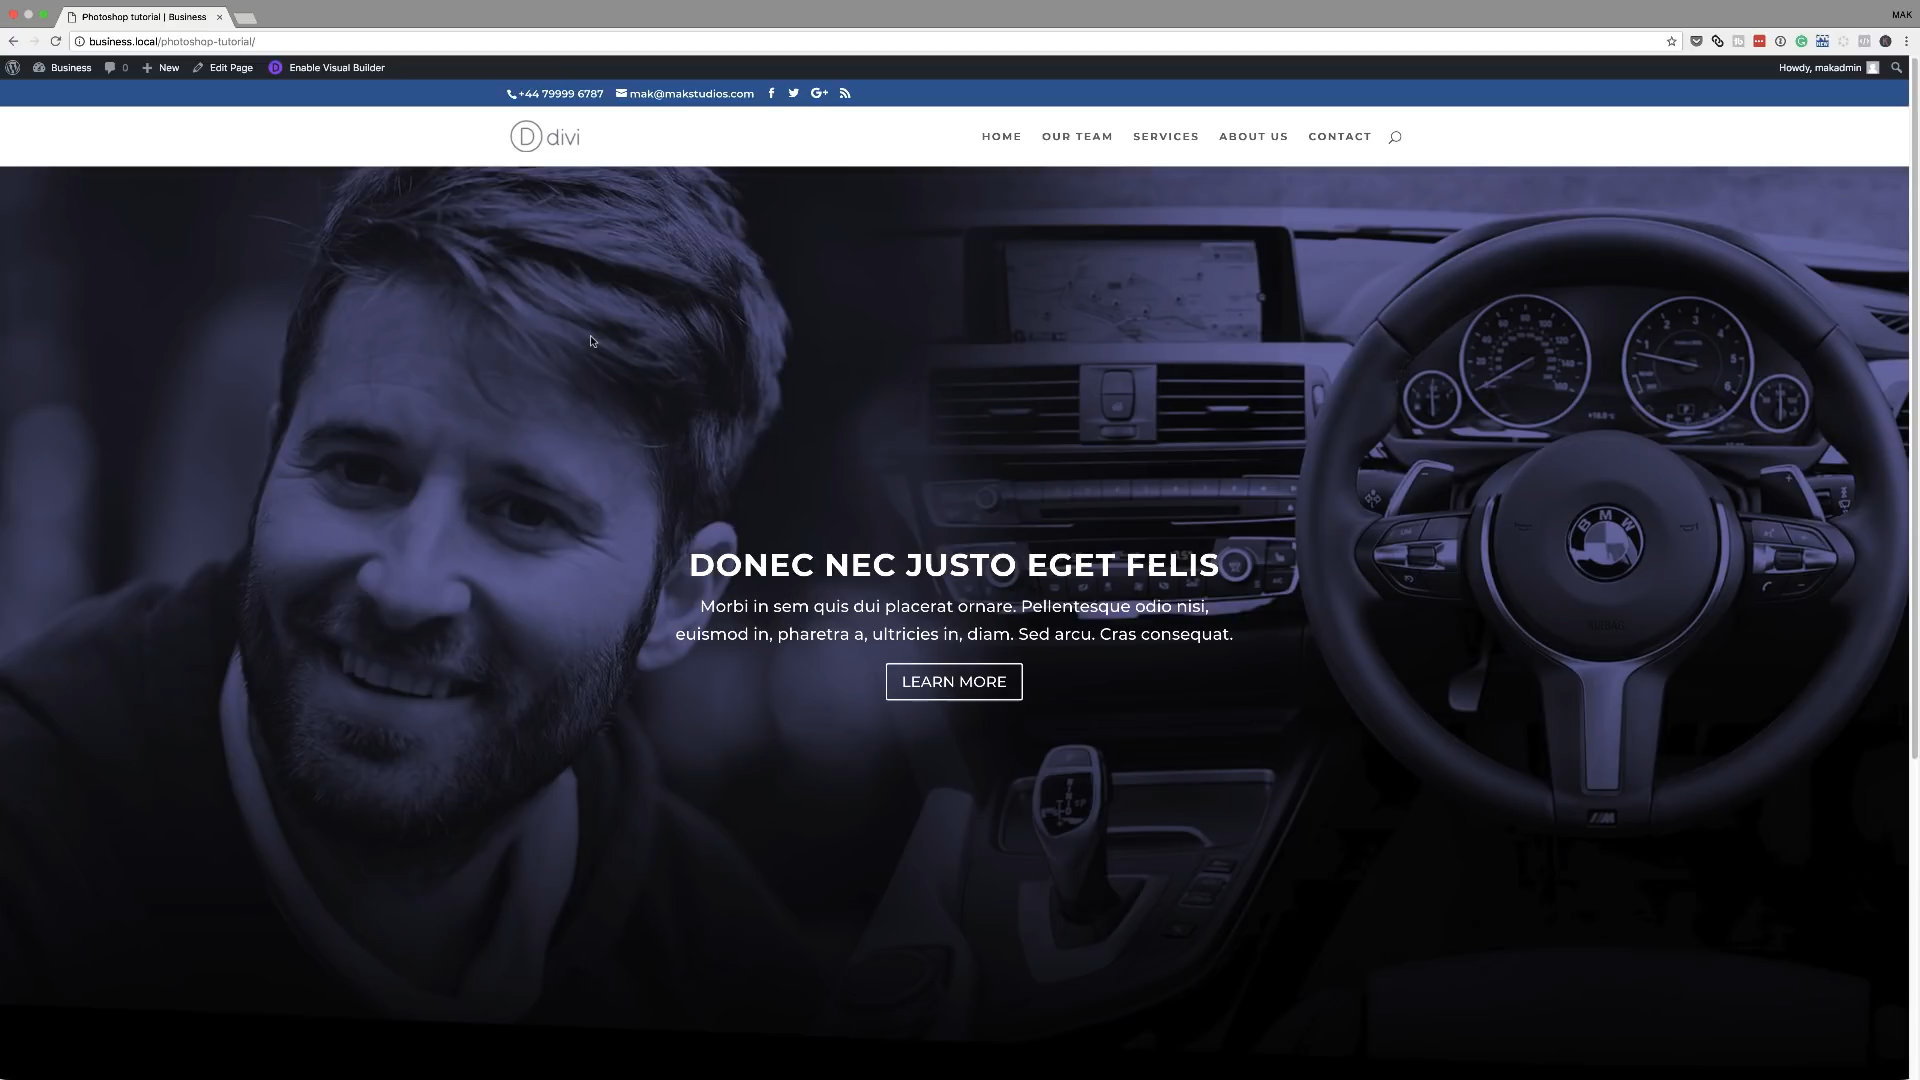 Photoshop tutorial | Business
MAK
business.local/photoshop-tutorial/
Business 0 New Edit Page Enable Visual Builder
Howdy, makadmin
+44 79999 6787 mak@makstudios.com
divi
HOME OUR TEAM SERVICES ABOUT US CONTACT
BMW
DONEC NEC JUSTO EGET FELIS
Morbi in sem quis dui placerat ornare. Pellentesque odio nisi,
euismod in, pharetra a, ultricies in, diam. Sed arcu. Cras consequat.
LEARN MORE